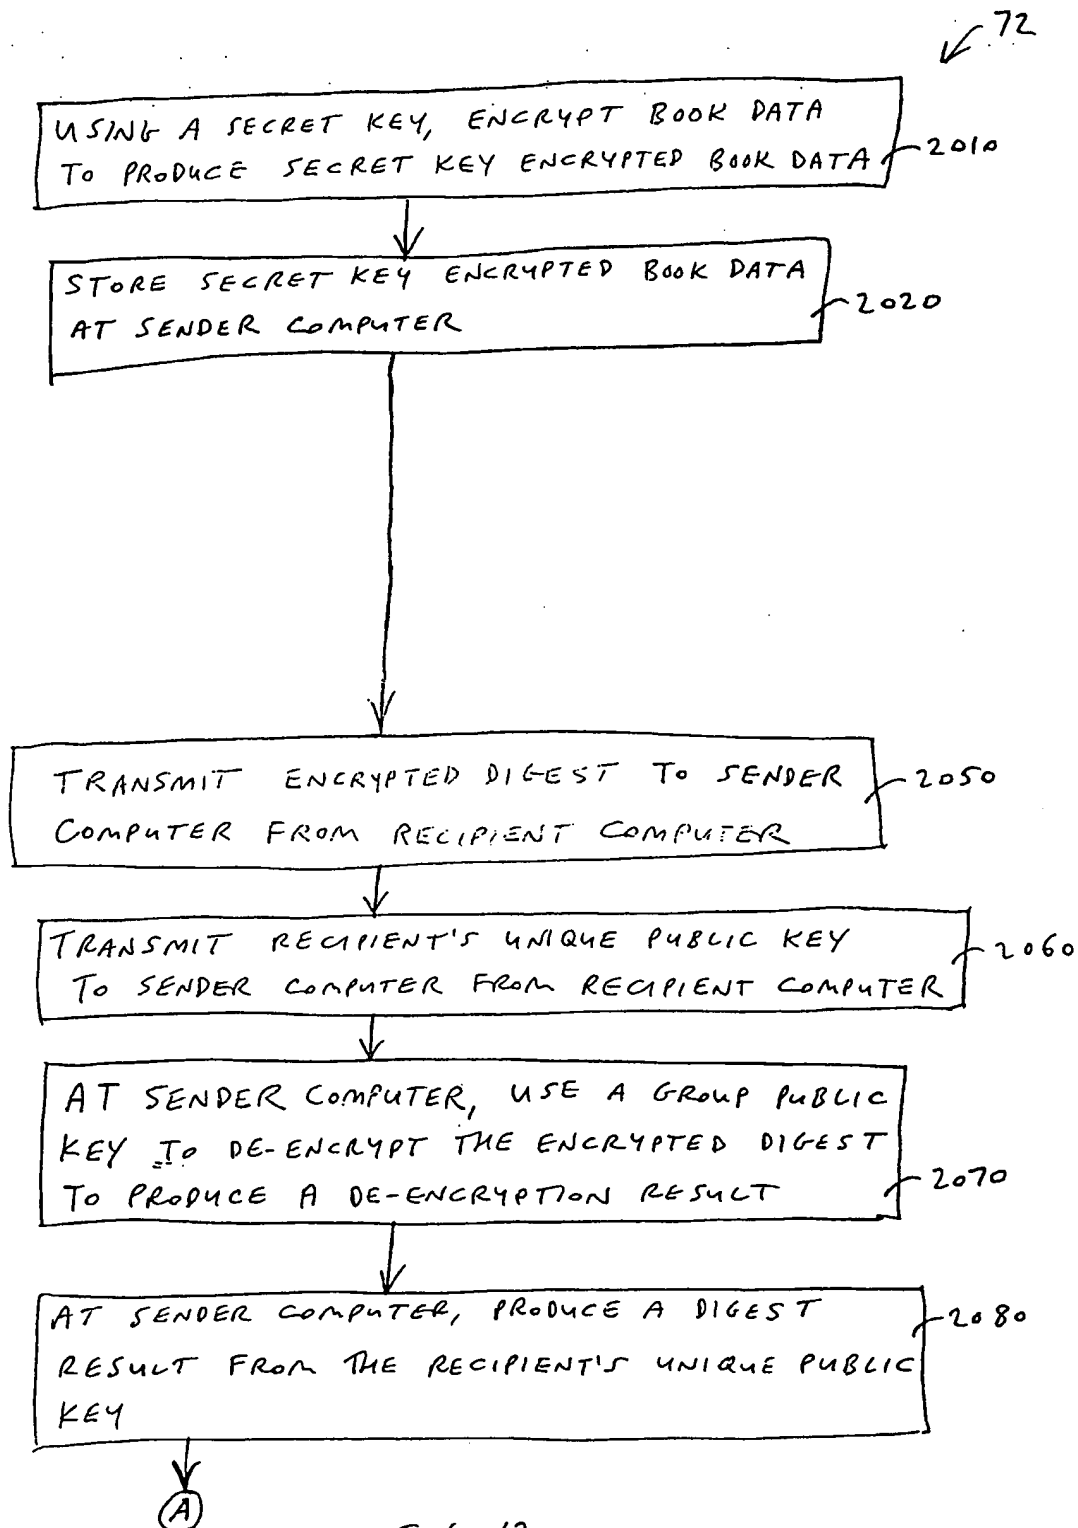 72
USING A SECRET KEY, ENCRYPT BOOK DATA
TO PRODUCE SECRET KEY ENCRYPTED BOOK DATA
2010
STORE SECRET KEY ENCRYPTED BOOK DATA
AT SENDER COMPUTER
2020
TRANSMIT ENCRYPTED DIGEST TO SENDER
COMPUTER FROM RECIPIENT COMPUTER
2050
TRANSMIT RECIPIENT'S UNIQUE PUBLIC KEY
TO SENDER COMPUTER FROM RECIPIENT COMPUTER
2060
AT SENDER COMPUTER, USE A GROUP PUBLIC
KEY TO DE-ENCRYPT THE ENCRYPTED DIGEST
TO PRODUCE A DE-ENCRYPTION RESULT
2070
AT SENDER COMPUTER, PRODUCE A DIGEST
RESULT FROM THE RECIPIENT'S UNIQUE PUBLIC
KEY
2080
A